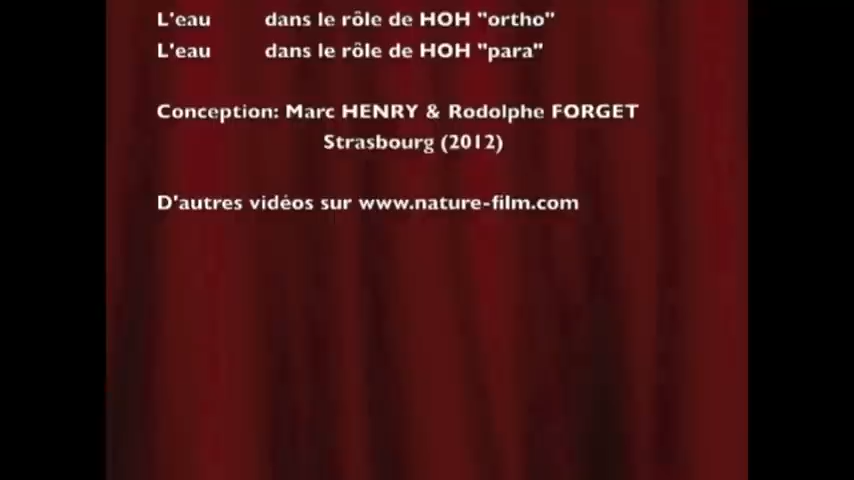 L'eau dans le rôle de HOH "ortho"
L'eau dans le rôle de HOH "para"
Conception: Marc HENRY & Rodolphe FORGET
Strasbourg (2012)
D'autres vidéos sur www.nature-film.com